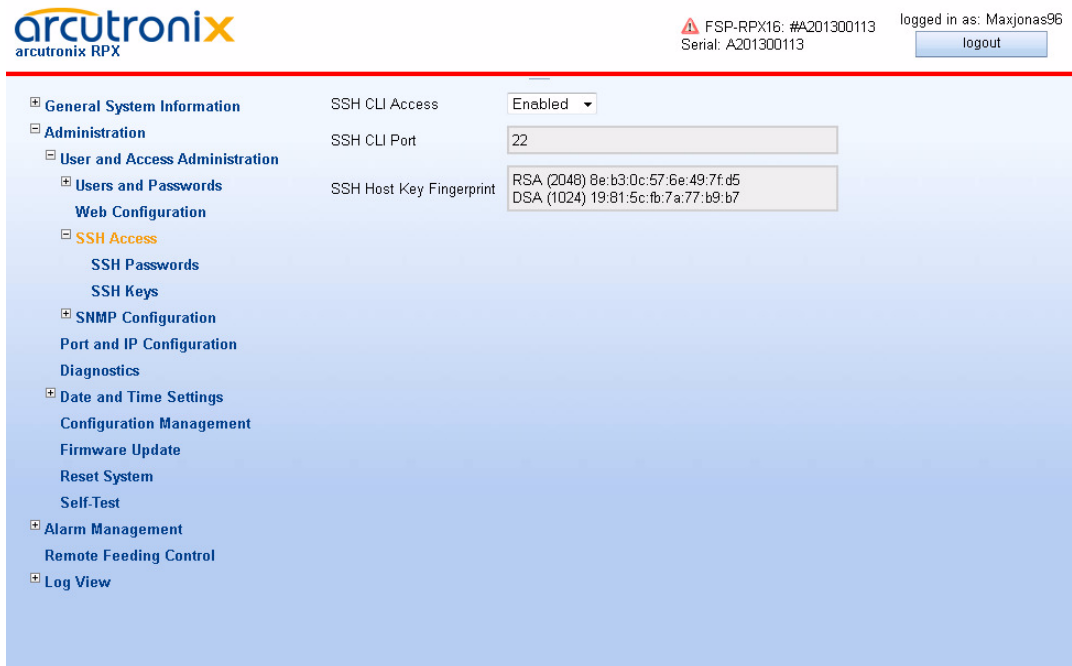 arcutronix
arcutronix RPX
FSP-RPX16: #A201300113
Serial: A201300113
logged in as: Maxjonas96
logout
General System Information
Administration
User and Access Administration
Users and Passwords
Web Configuration
SSH Access
SSH Passwords
SSH Keys
SNMP Configuration
Port and IP Configuration
Diagnostics
Date and Time Settings
Configuration Management
Firmware Update
Reset System
Self-Test
Alarm Management
Remote Feeding Control
Log View
SSH CLI Access Enabled
SSH CLI Port 22
SSH Host Key Fingerprint
RSA (2048) 8e:b3:0c:57:6e:49:7f:d5
DSA (1024) 19:81:5c:fb:7a:77:b9:b7